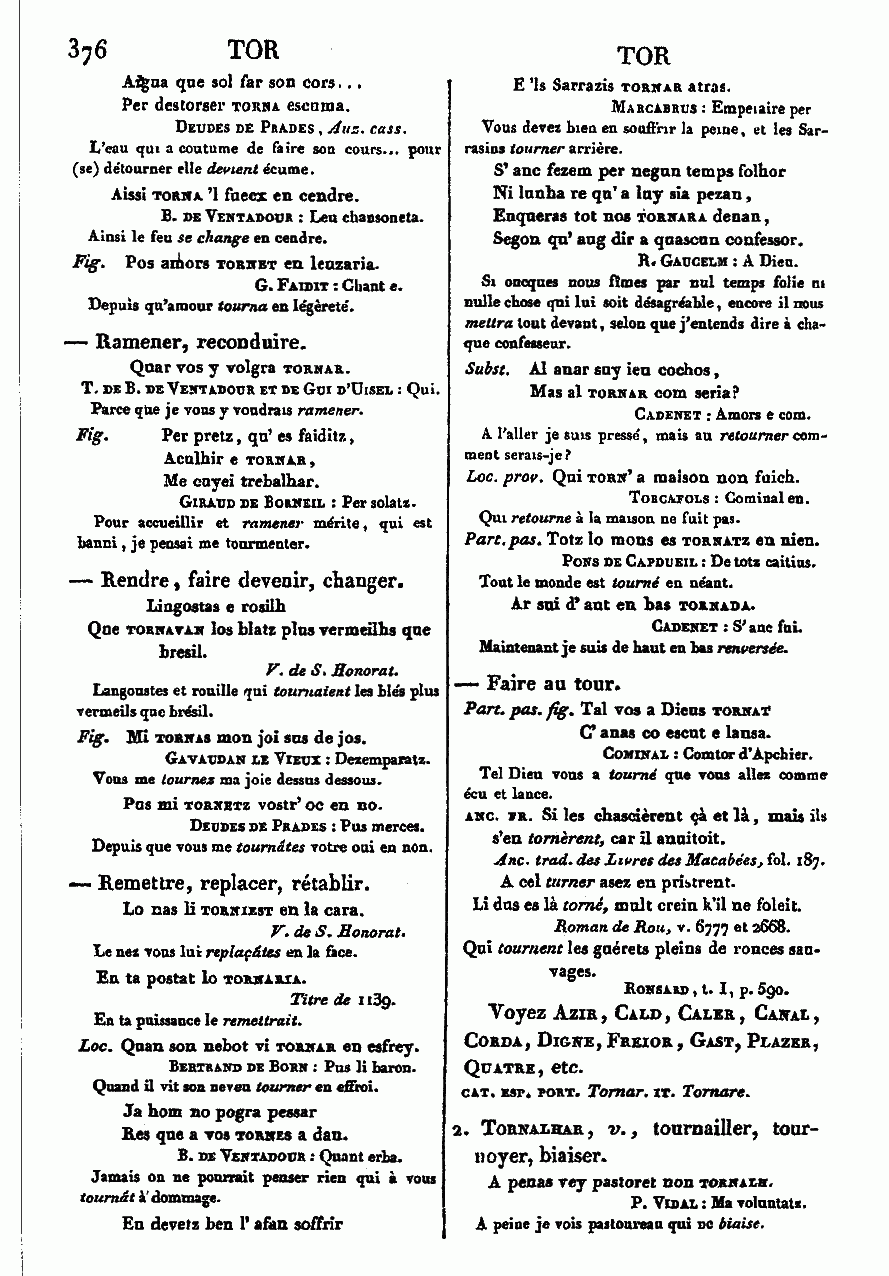 376 TOR
Aigua que sol far son cors...
Per destorser TORNA escuma.
DEUDES DE PRADES, Auz. cass.
L'eau qui a coutume de faire son cours... pour
(se) détourner elle devient écume.
Aissi TORNA 'l fuecx en cendre.
B. DE VENTADOUR : Leu chansoneta.
Ainsi le feu se change en cendre.
Fig. Pos amors TORNET en leuzaria.
G. FAIDIT : Chant e.
Depuis qu'amour tourna en légèreté.
— Ramener, reconduire.
Quar vos y volgra TORNAR.
T. DE B. DE VENTADOUR ET DE GUI D'UISEL : Qui.
Parce que je vous y voudrais ramener.
Fig. Per pretz, qu' es faiditz,
Aculhir e TORNAR,
Me cuyei trebalhar.
GIRAUD DE BORNEIL : Per solatz.
Pour accueillir et ramener mérite, qui est
banni, je pensai me tourmenter.
— Rendre, faire devenir, changer.
Lingostas e rosilh
Que TORNAVAN los blatz plus vermeilhs que
bresil.
V. de S. Honorat.
Langoustes et rouille qui tournaient les blés plus
vermeils que brésil.
Fig. Mi TORNAS mon joi sus de jos.
GAVAUDAN LE VIEUX : Dezemparatz.
Vous me tournez ma joie dessus dessous.
Pus mi TORNETZ vostr' oc en no.
DEUDES DE PRADES : Pus merces.
Depuis que vous me tournâtes votre oui en non.
— Remettre, replacer, rétablir.
Lo nas li TORNIEST en la cara.
V. de S. Honorat.
Le nez vous lui replaçâtes en la face.
En ta postat lo TORNARIA.
Titre de 1139.
En ta puissance le remettrait.
Loc. Quan son nebot vi TORNAR en esfrey.
BERTRAND DE BORN : Pus li baron.
Quand il vit son neveu tourner en effroi.
Ja hom no pogra pessar
Res que a vos TORNES a dan.
B. DE VENTADOUR : Quant erba.
Jamais on ne pourrait penser rien qui à vous
tournât à dommage.
En devetz ben l' afan soffrir
TOR
E 'ls Sarrazis TORNAR atras.
MARCABRUS : Emperaire per
Vous devez bien en souffrir la peine, et les Sar-
rasins tourner arrière.
S' anc fezem per negun temps folhor
Ni lunha re qu' a luy sia pezan,
Enqueras tot nos TORNARA denan,
Segon qu' aug dir a quascun confessor.
R. GAUCELM : A Dieu.
Si oncques nous fîmes par nul temps folie ni
nulle chose qui lui soit désagréable, encore il nous
mettra tout devant, selon que j'entends dire à cha-
que confesseur.
Subst. Al anar suy ieu cochos,
Mas al TORNAR com seria?
CADENET : Amors e com.
A l'aller je suis pressé, mais au retourner com-
ment serais-je?
Loc. prov. Qui TORN' a maison non fuich.
TORCAFOLS : Cominal en.
Qui retourne à la maison ne fuit pas.
Part. pas. Totz lo mons es TORNATZ en nien.
PONS DE CAPDUEIL : De totz caitius.
Tout le monde est tourné en néant.
Ar sui d' aut en bas TORNADA.
CADENET : S' anc fui.
Maintenant je suis de haut en bas renversée.
— Faire au tour.
Part. pas. fig. Tal vos a Dieus TORNAT
C' anas co escut e lansa.
COMINAL : Comtor d'Apchier.
Tel Dieu vous a tourné que vous allez comme
écu et lance.
ANC. FR. Si les chascièrent çà et là, mais ils
s'en tornèrent, car il anuitoit.
Anc. trad. des Livres des Macabées, fol. 187.
A cel turner asez en pristrent.
Li dus es là torné, mult crein k'il ne foleit.
Roman de Rou, v. 6777 et 2668.
Qui tournent les guérets pleins de ronces sau-
vages.
RONSARD, t. I, p. 590.
Voyez AZIR, CALD, CALER, CANAL,
CORDA, DIGNE, FREIOR, GAST, PLAZER,
QUATRE, etc.
CAT. ESP. PORT. Tornar. IT. Tornare.
2. TORNALHAR, v., tournailler, tour-
noyer, biaiser.
A penas vey pastoret non TORNALH.
P. VIDAL : Ma voluntatz.
A peine je vois pastoureau qui ne biaise.